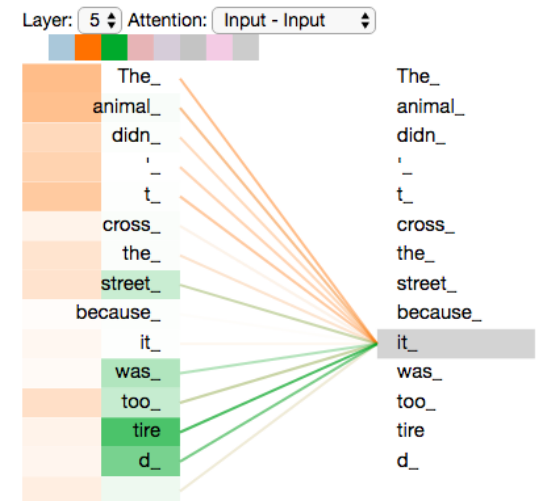 Layer: 5 Attention: Input - Input
The_ The_
animal_ animal_
didn_ didn_
'_ '_
t_ t_
cross_ cross_
the_ the_
street_ street_
because_ because_
it_ it_
was_ was_
too_ too_
tire tire
d_ d_